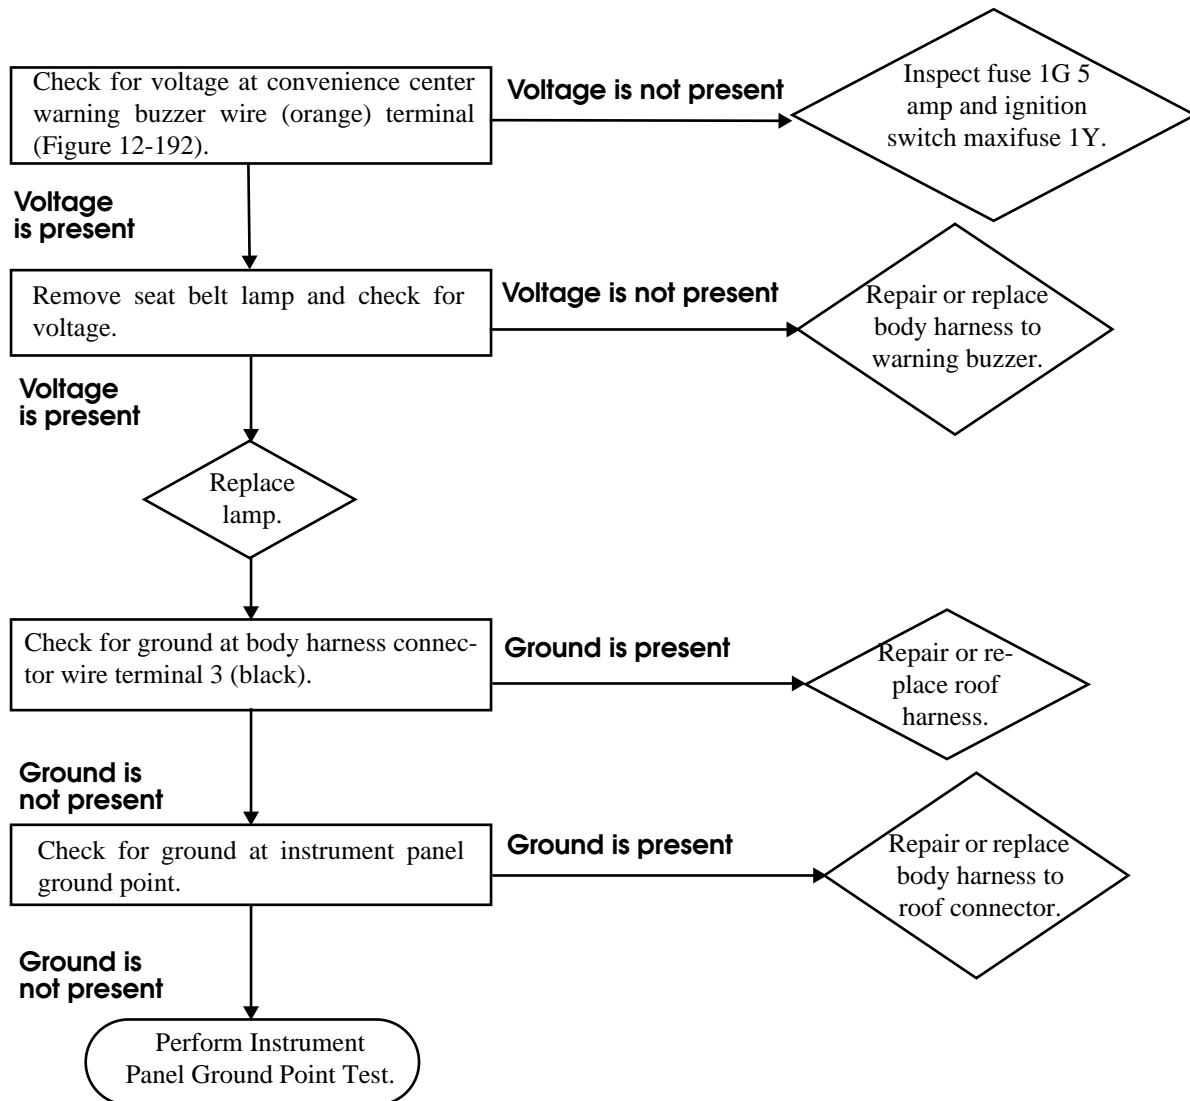 Check for voltage at convenience center
warning buzzer wire (orange) terminal
(Figure 12-192).
Voltage is not present
Inspect fuse 1G 5
amp and ignition
switch maxifuse 1Y.
Voltage
is present
Remove seat belt lamp and check for
voltage.
Voltage is not present
Repair or replace
body harness to
warning buzzer.
Voltage
is present
Replace
lamp.
Check for ground at body harness connec-
tor wire terminal 3 (black).
Ground is present
Repair or re-
place roof
harness.
Ground is
not present
Check for ground at instrument panel
ground point.
Ground is present
Repair or replace
body harness to
roof connector.
Ground is
not present
Perform Instrument
Panel Ground Point Test.